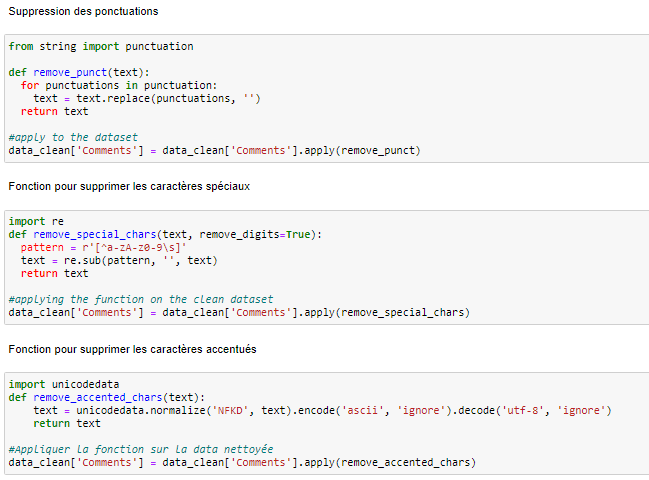 Suppression des ponctuations
from string import punctuation
def remove_punct(text):
  for punctuations in punctuation:
    text = text.replace(punctuations, '')
  return text
#apply to the dataset
data_clean['Comments'] = data_clean['Comments'].apply(remove_punct)
Fonction pour supprimer les caractères spéciaux
import re
def remove_special_chars(text, remove_digits=True):
  pattern = r'[^a-zA-z0-9\s]'
  text = re.sub(pattern, '', text)
  return text
#applying the function on the clean dataset
data_clean['Comments'] = data_clean['Comments'].apply(remove_special_chars)
Fonction pour supprimer les caractères accentués
import unicodedata
def remove_accented_chars(text):
    text = unicodedata.normalize('NFKD', text).encode('ascii', 'ignore').decode('utf-8', 'ignore')
    return text
#Appliquer la fonction sur la data nettoyée
data_clean['Comments'] = data_clean['Comments'].apply(remove_accented_chars)